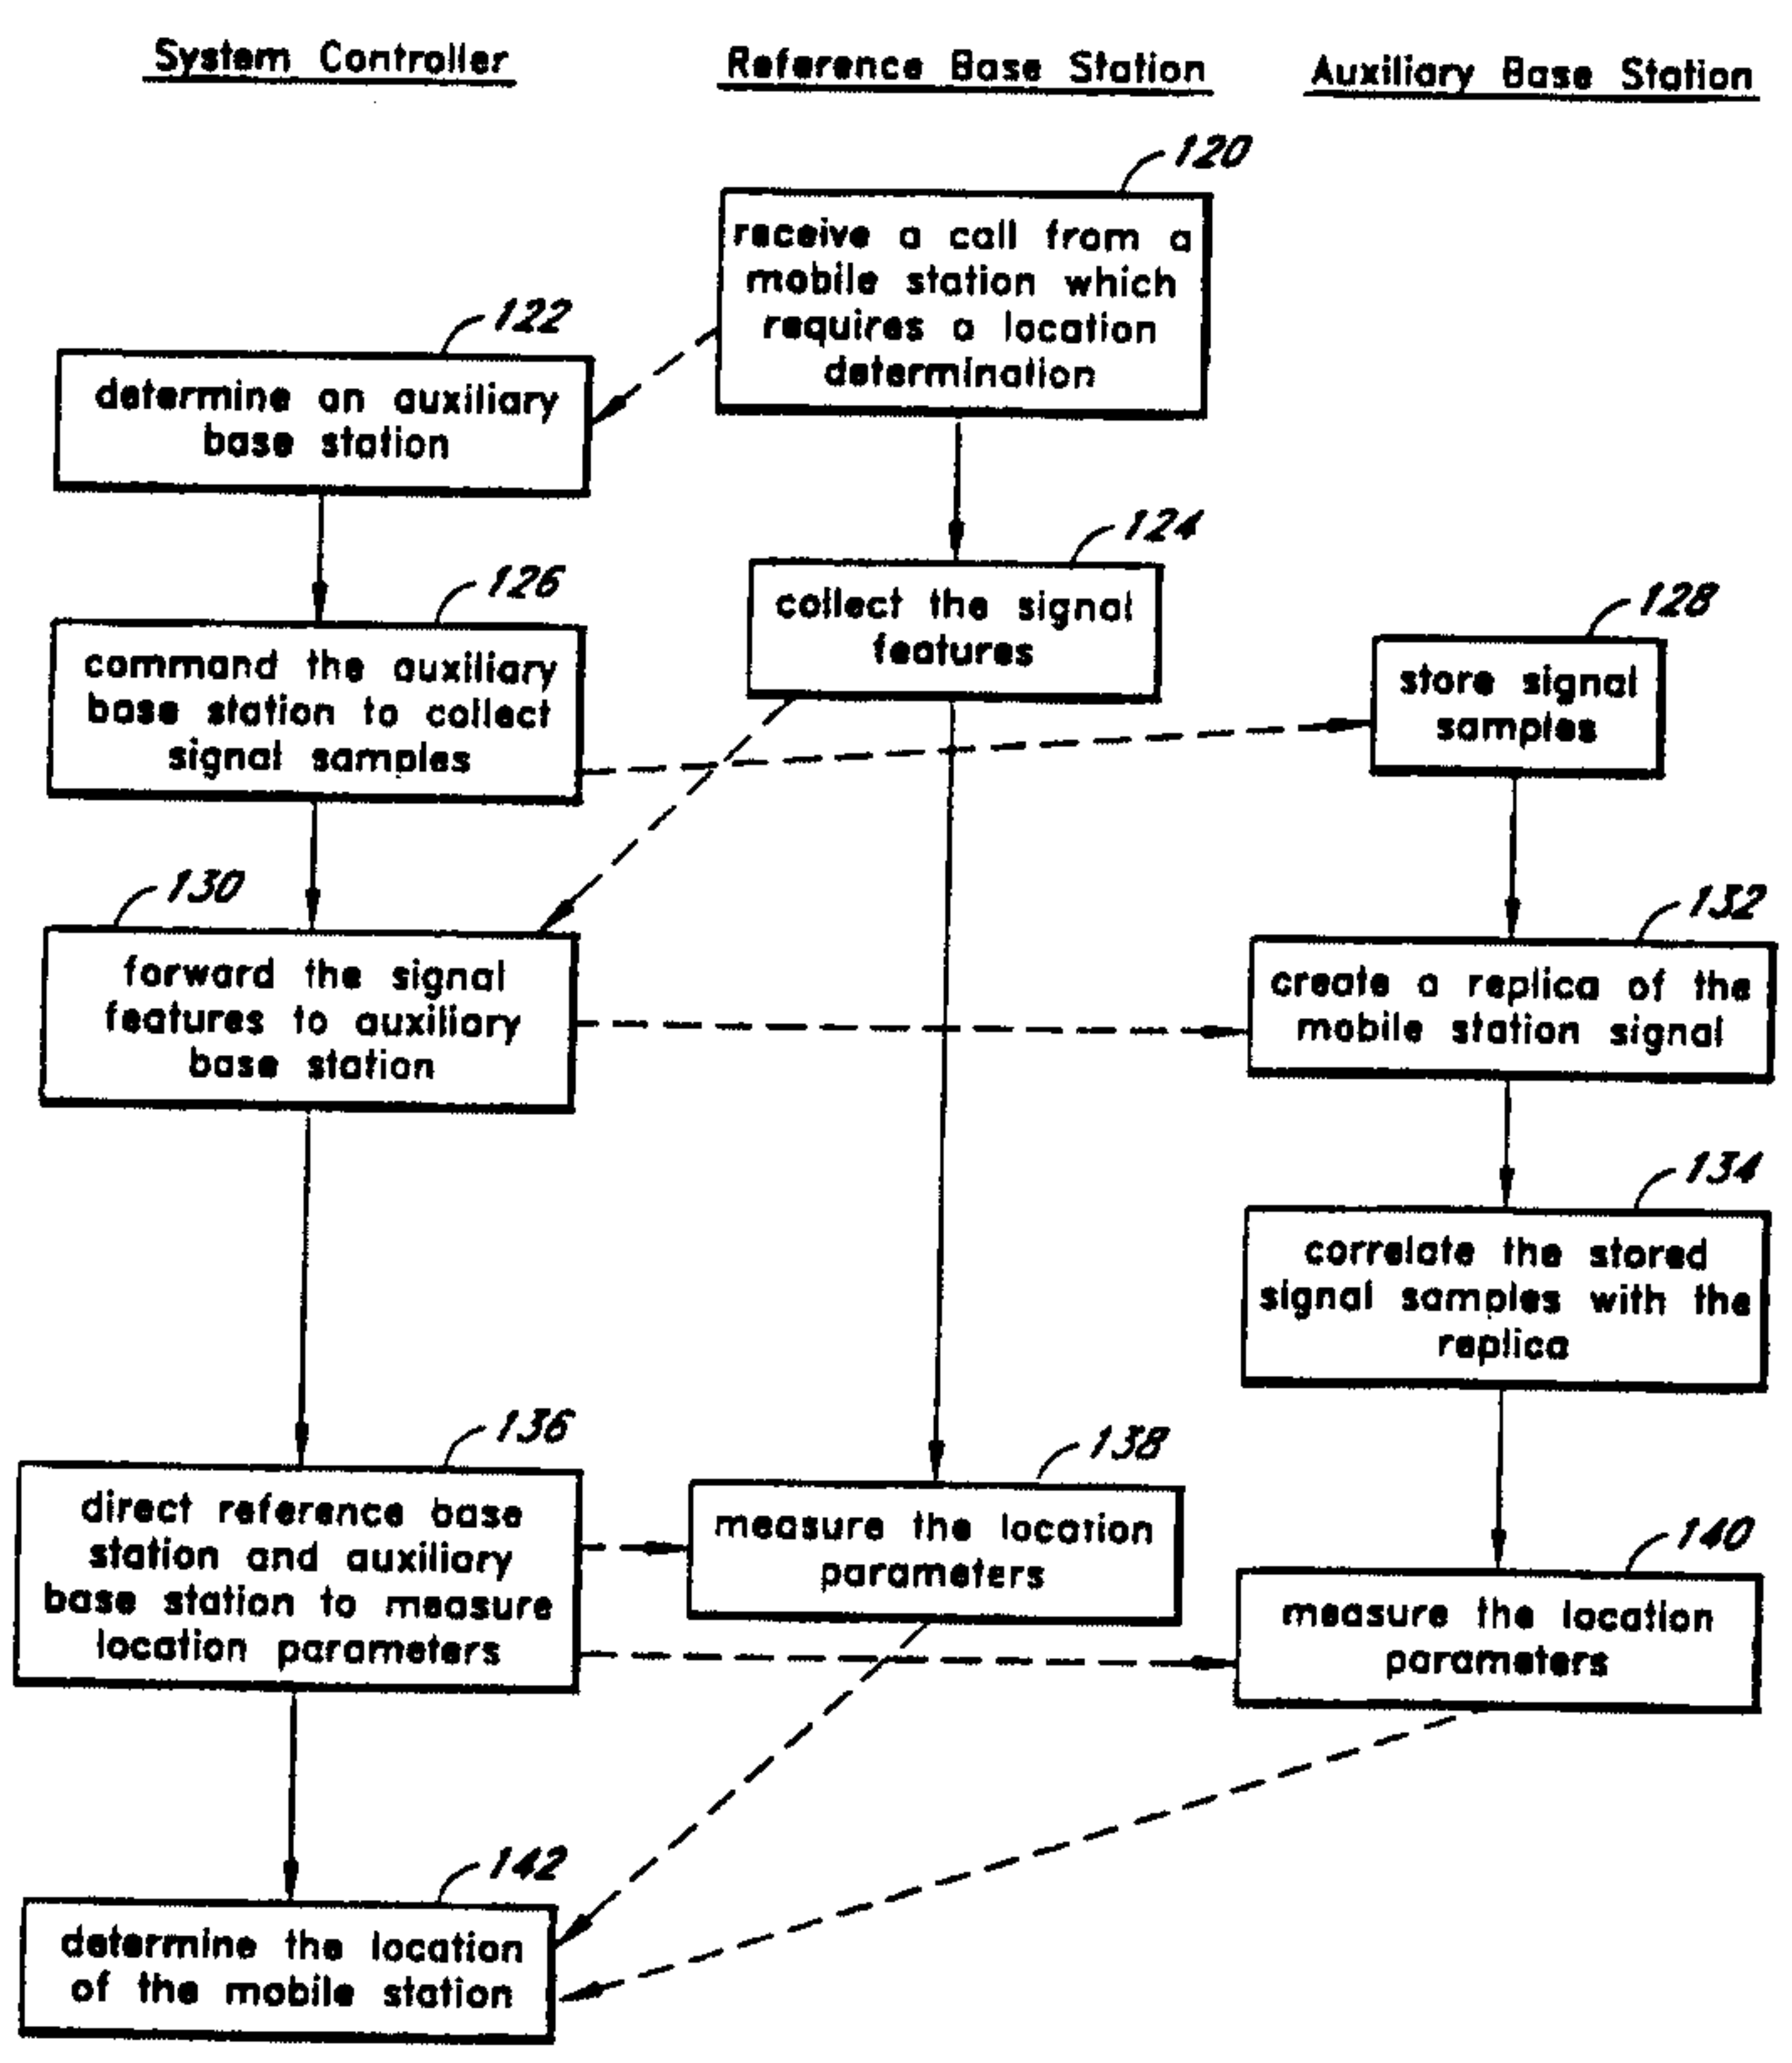 System Controller
Reference Base Station
Auxiliary Base Station
120
receive a call from a
mobile station which
requires a location
determination
122
determine an auxiliary
base station
124
collect the signal
features
126
command the auxiliary
base station to collect
signal samples
128
store signal
samples
130
forward the signal
features to auxiliary
base station
132
create a replica of the
mobile station signal
134
correlate the stored
signal samples with the
replica
136
direct reference base
station and auxiliary
base station to measure
location parameters
138
measure the location
parameters
140
measure the location
parameters
142
determine the location
of the mobile station